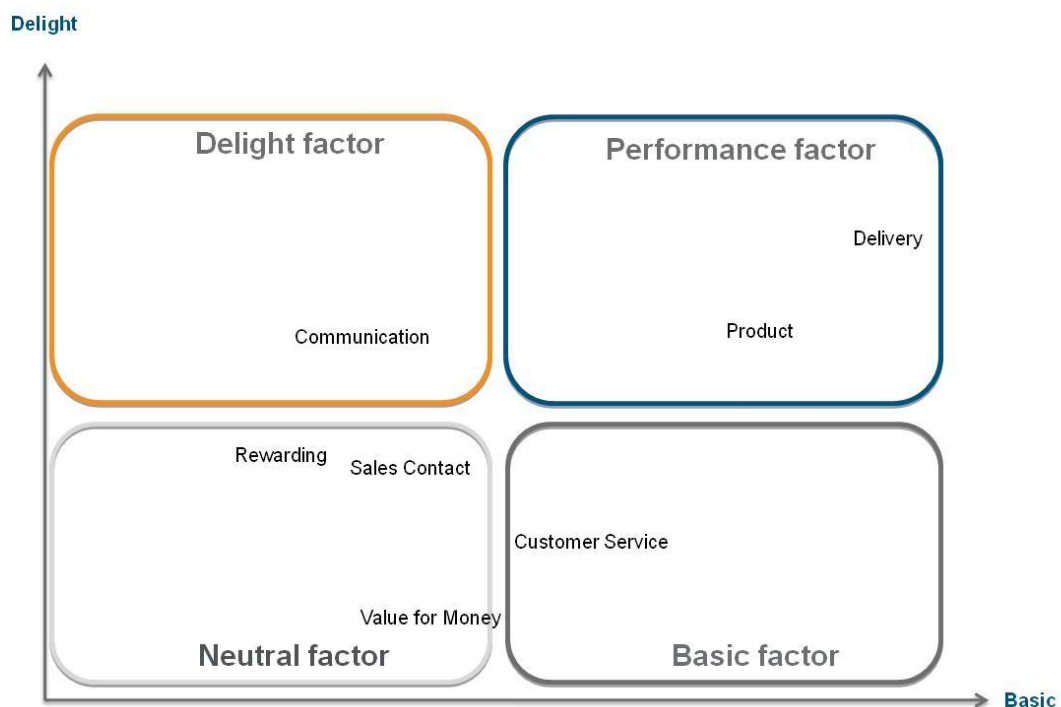 Delight
Delight factor
Performance factor
Delivery
Communication
Product
Rewarding
Sales Contact
Customer Service
Value for Money
Neutral factor
Basic factor
Basic